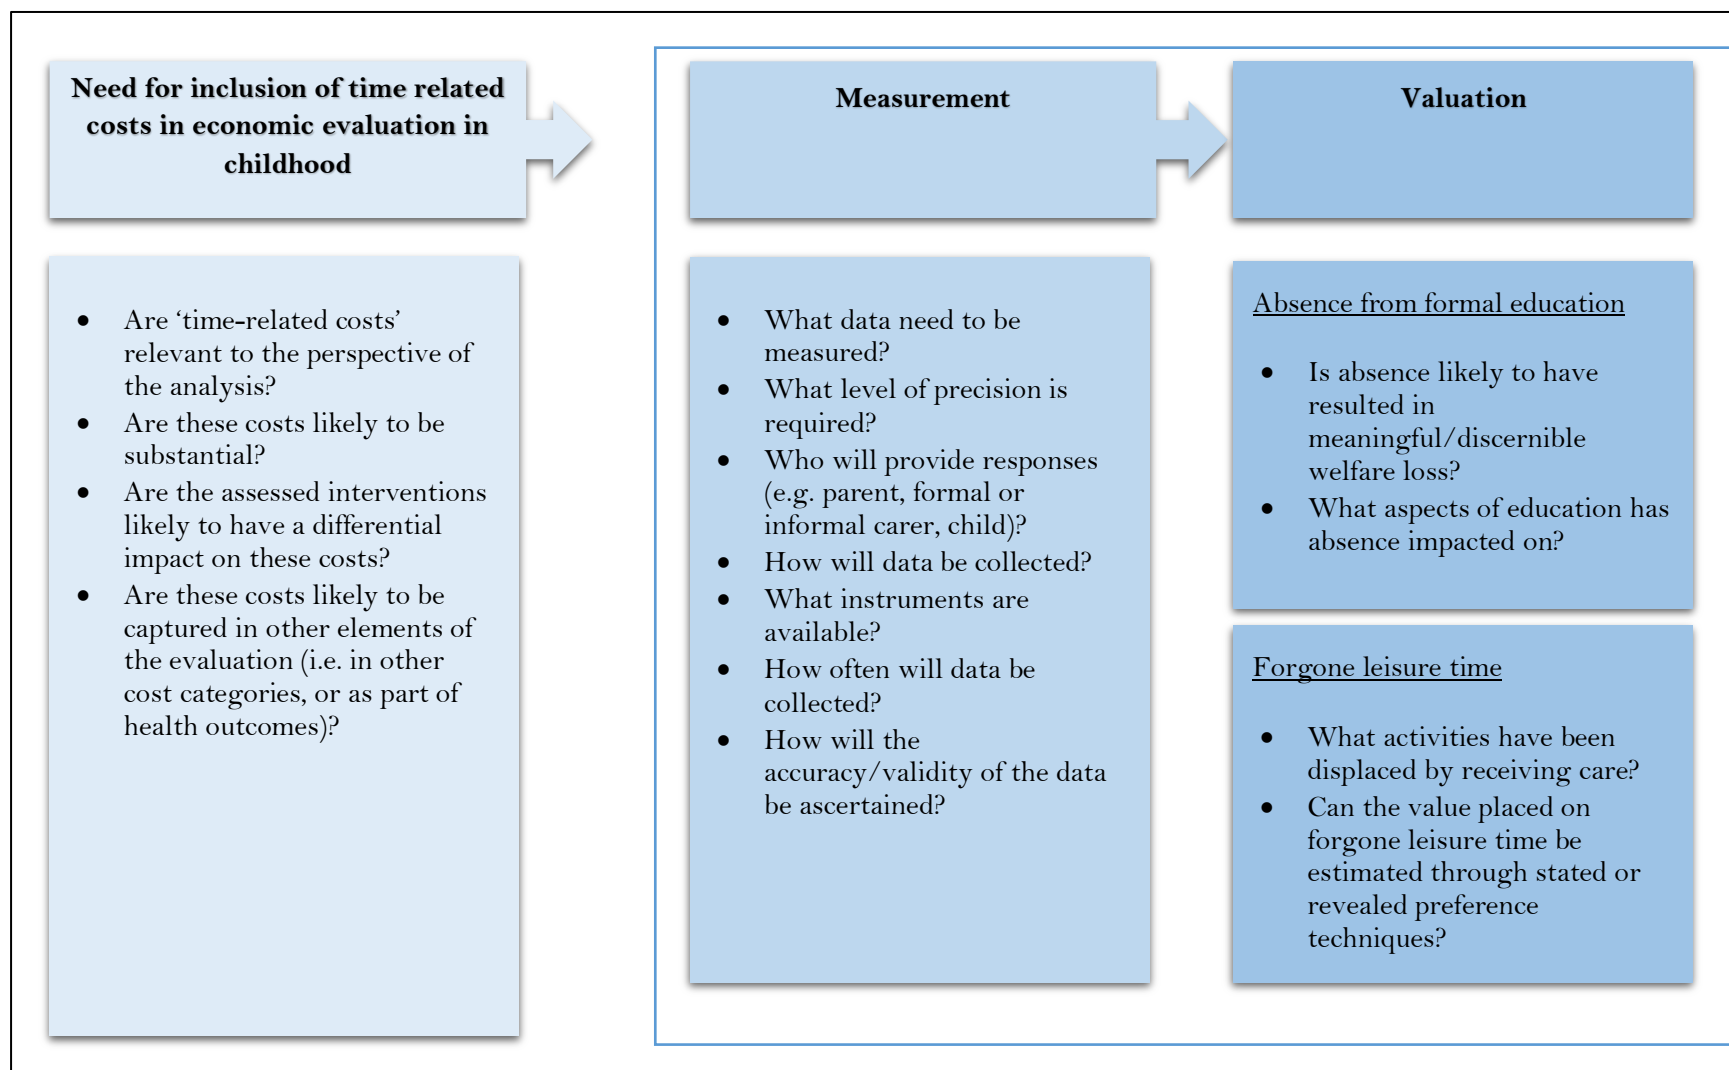 Need for inclusion of time related
costs in economic evaluation in
childhood
• Are ‘time-related costs’
relevant to the perspective of
the analysis?
• Are these costs likely to be
substantial?
• Are the assessed interventions
likely to have a differential
impact on these costs?
• Are these costs likely to be
captured in other elements of
the evaluation (i.e. in other
cost categories, or as part of
health outcomes)?
Measurement
• What data need to be
measured?
• What level of precision is
required?
• Who will provide responses
(e.g. parent, formal or
informal carer, child)?
• How will data be collected?
• What instruments are
available?
• How often will data be
collected?
• How will the
accuracy/validity of the data
be ascertained?
Valuation
Absence from formal education
• Is absence likely to have
resulted in
meaningful/discernible
welfare loss?
• What aspects of education has
absence impacted on?
Forgone leisure time
• What activities have been
displaced by receiving care?
• Can the value placed on
forgone leisure time be
estimated through stated or
revealed preference
techniques?